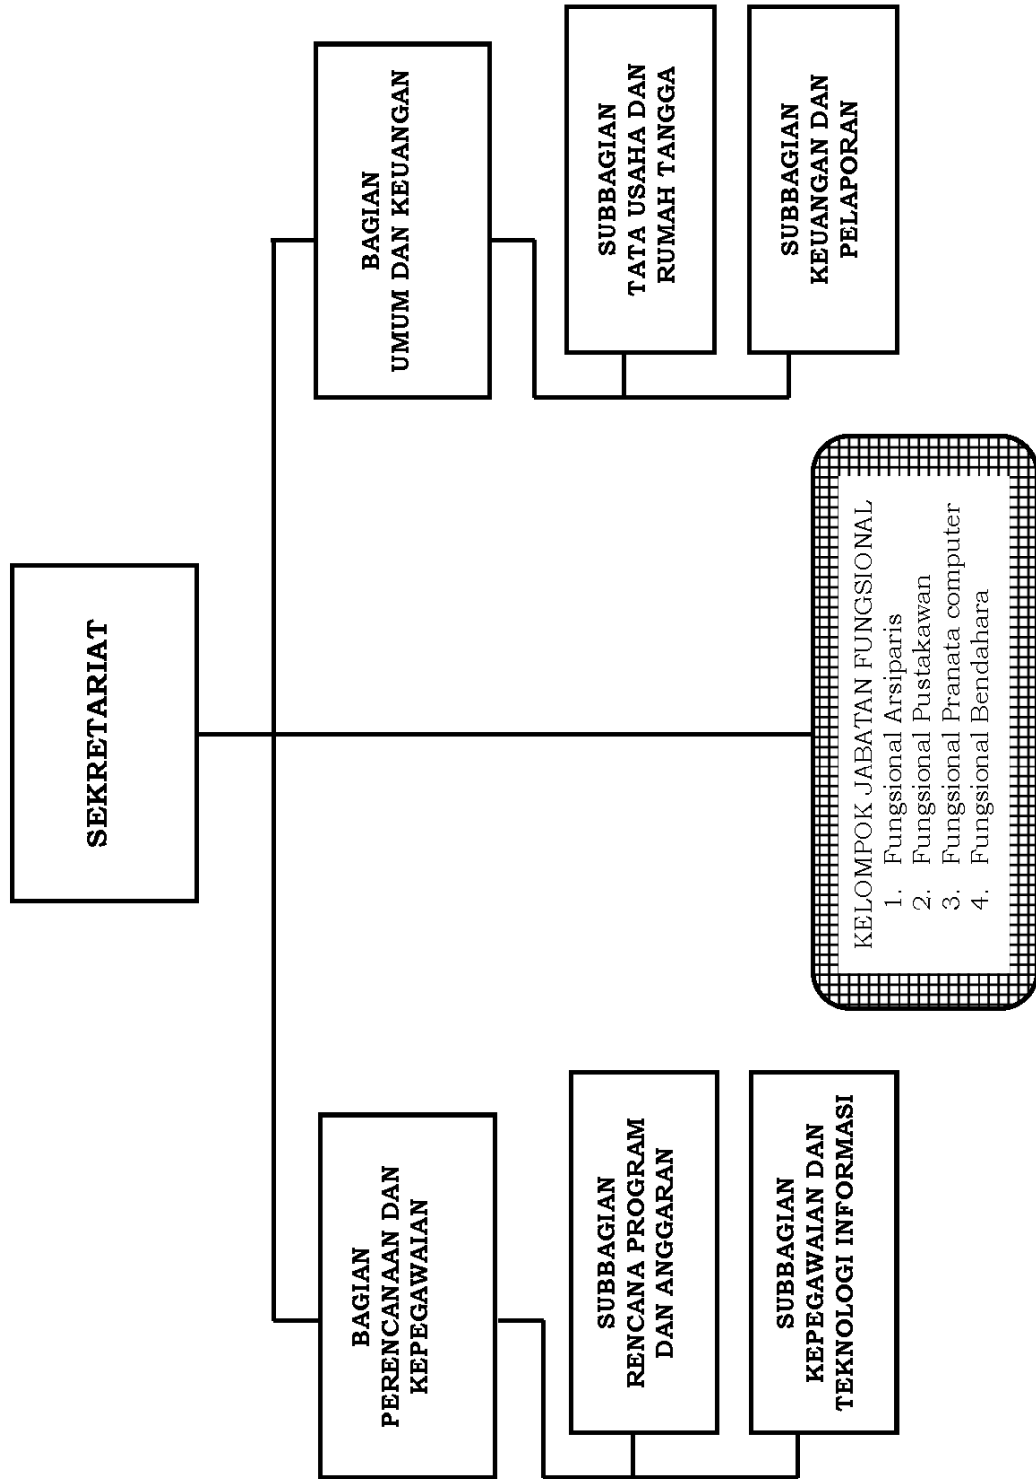 SEKRETARIAT
BAGIAN
PERENCANAAN DAN
KEPEGAWAIAN
BAGIAN
UMUM DAN KEUANGAN
SUBBAGIAN
RENCANA PROGRAM
DAN ANGGARAN
SUBBAGIAN
KEPEGAWAIAN DAN
TEKNOLOGI INFORMASI
SUBBAGIAN
TATA USAHA DAN
RUMAH TANGGA
SUBBAGIAN
KEUANGAN DAN
PELAPORAN
KELOMPOK JABATAN FUNGSIONAL
1. Fungsional Arsiparis
2. Fungsional Pustakawan
3. Fungsional Pranata computer
4. Fungsional Bendahara